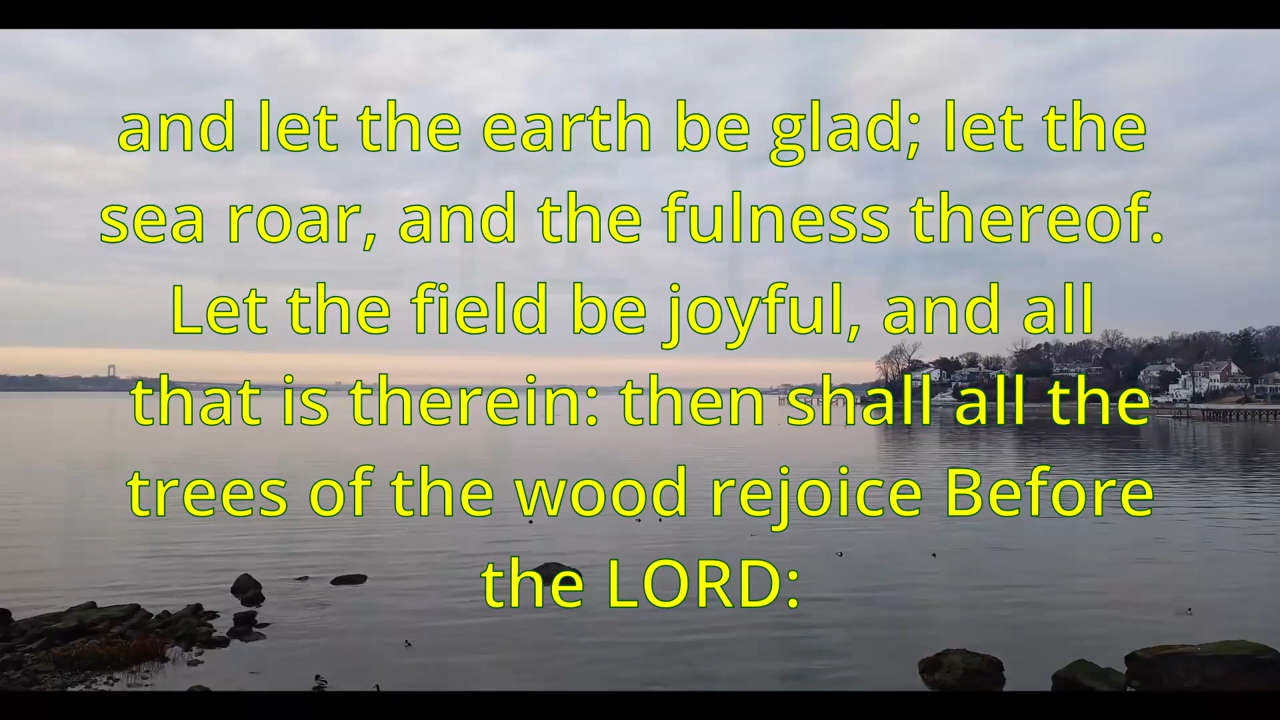 and let the earth be glad; let the
sea roar, and the fulness thereof.
Let the field be joyful, and all
that is therein: then shall all the
trees of the wood rejoice Before
the LORD: